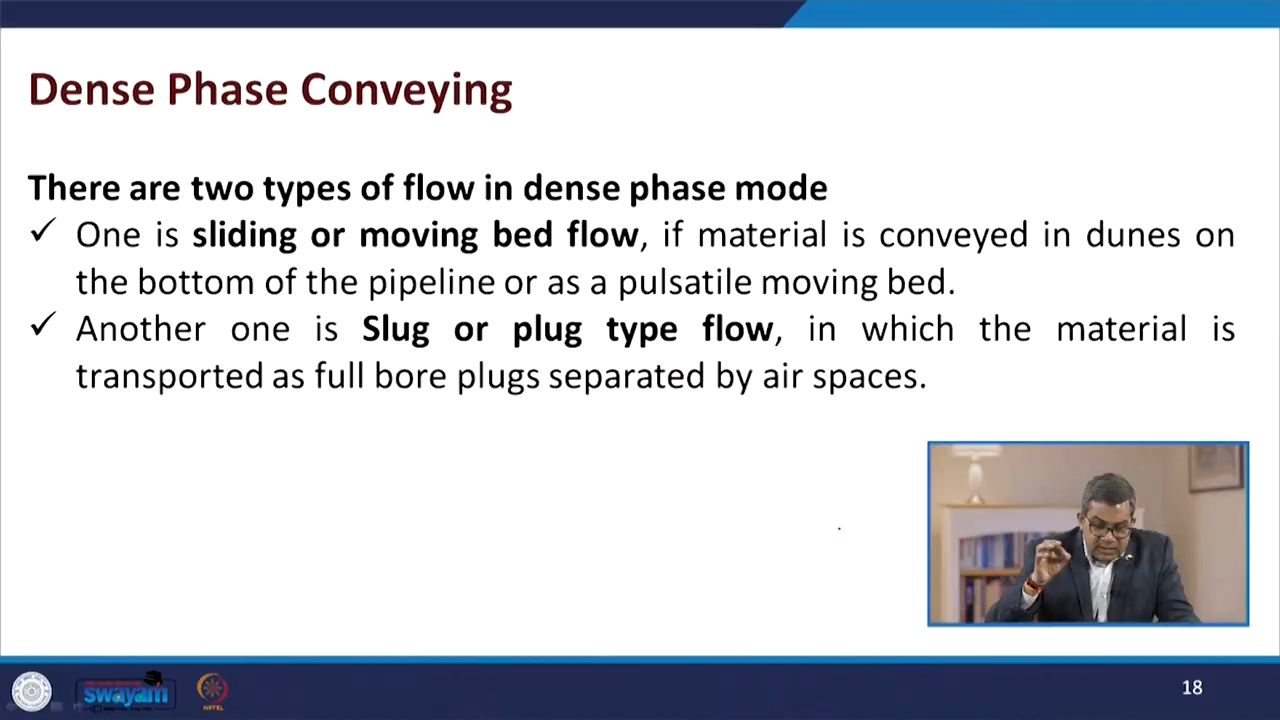 Dense Phase Conveying
There are two types of flow in dense phase mode
✓ One is sliding or moving bed flow, if material is conveyed in dunes on
the bottom of the pipeline or as a pulsatile moving bed.
✓ Another one is Slug or plug type flow, in which the material is
transported as full bore plugs separated by air spaces.
swayam
NPTEL
18